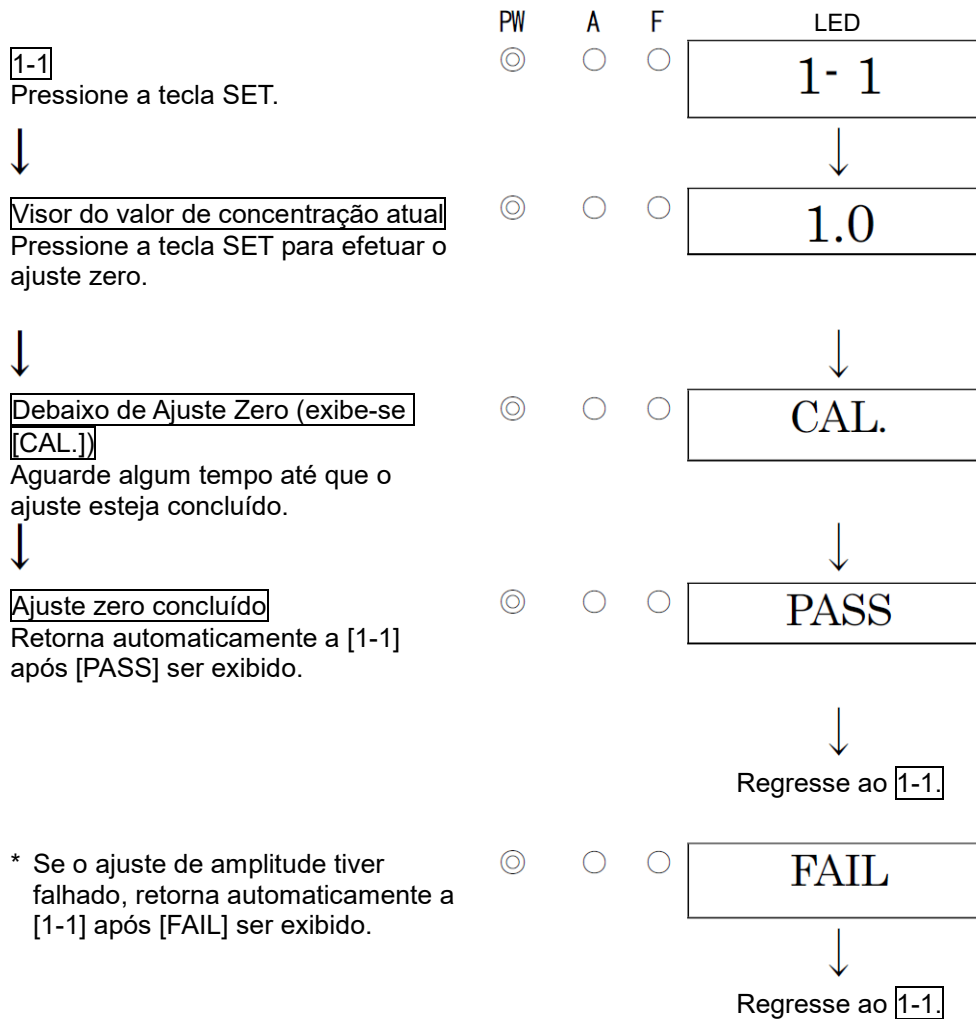 PW A F LED
1-1
Pressione a tecla SET.
1- 1
Visor do valor de concentração atual
Pressione a tecla SET para efetuar o
ajuste zero.
1.0
Debaixo de Ajuste Zero (exibe-se
[CAL.])
Aguarde algum tempo até que o
ajuste esteja concluído.
CAL.
Ajuste zero concluído
Retorna automaticamente a [1-1]
após [PASS] ser exibido.
PASS
Regresse ao 1-1.
* Se o ajuste de amplitude tiver
falhado, retorna automaticamente a
[1-1] após [FAIL] ser exibido.
FAIL
Regresse ao 1-1.